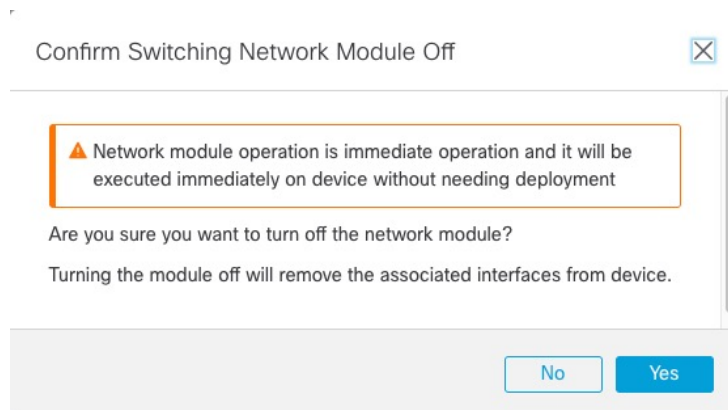 Confirm Switching Network Module Off
Network module operation is immediate operation and it will be
executed immediately on device without needing deployment
Are you sure you want to turn off the network module?
Turning the module off will remove the associated interfaces from device.
No
Yes